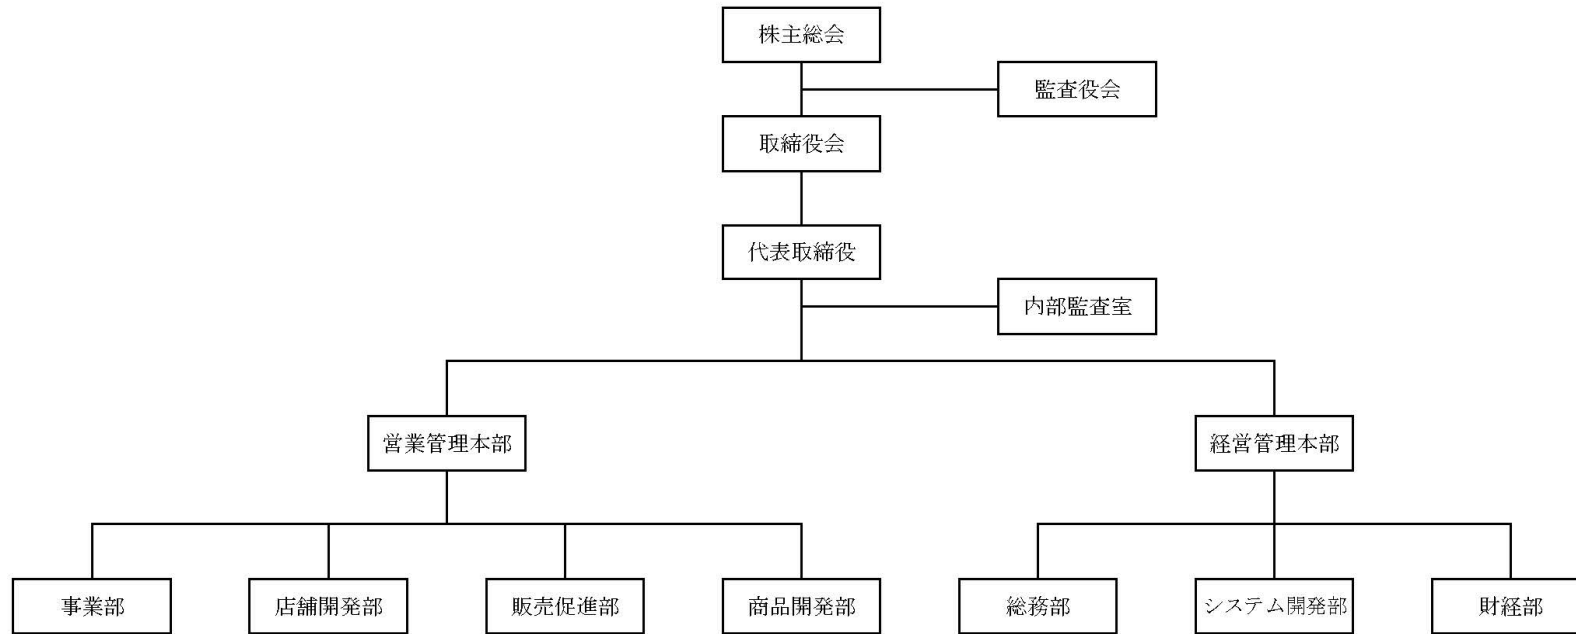 株主総会
監査役会
取締役会
代表取締役
内部監査室
営業管理本部
経営管理本部
事業部
店舗開発部
販売促進部
商品開発部
総務部
システム開発部
財経部